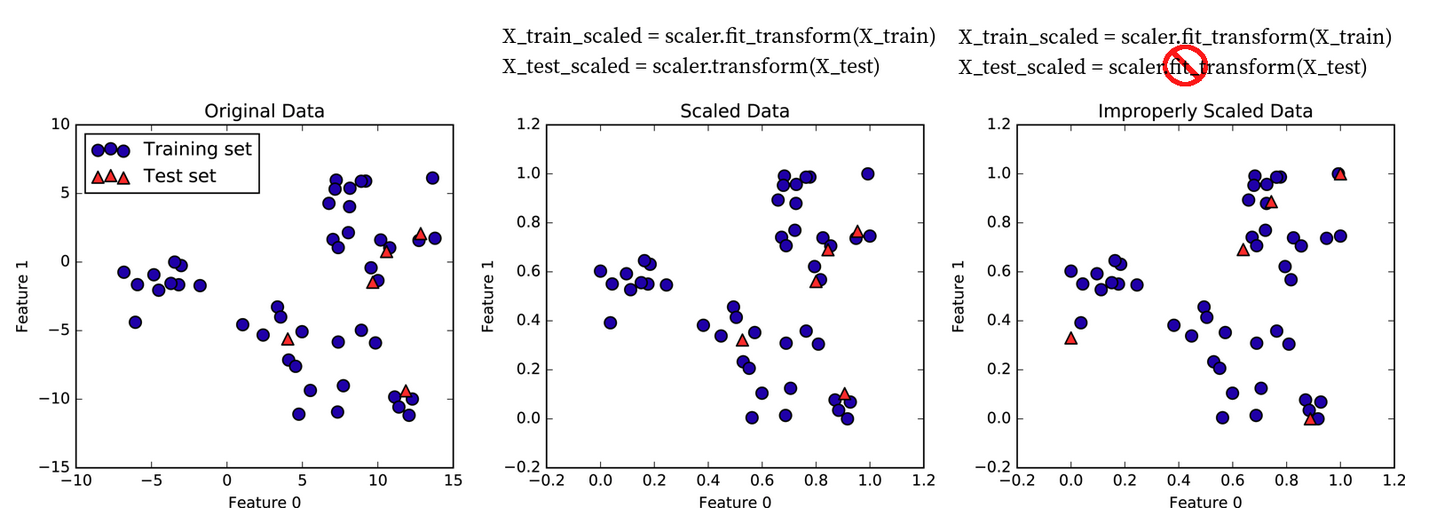 X_train_scaled = scaler.fit_transform(X_train)
X_test_scaled = scaler.transform(X_test)
X_train_scaled = scaler.fit_transform(X_train)
X_test_scaled = scaler.fit_transform(X_test)
Original Data
Training set
Test set
10
5
0
−5
−10
−15
−10
−5
0
5
10
15
Feature 1
Feature 0
Scaled Data
1.2
1.0
0.8
0.6
0.4
0.2
0.0
−0.2
−0.2
0.0
0.2
0.4
0.6
0.8
1.0
1.2
Feature 1
Feature 0
Improperly Scaled Data
1.2
1.0
0.8
0.6
0.4
0.2
0.0
−0.2
−0.2
0.0
0.2
0.4
0.6
0.8
1.0
1.2
Feature 1
Feature 0